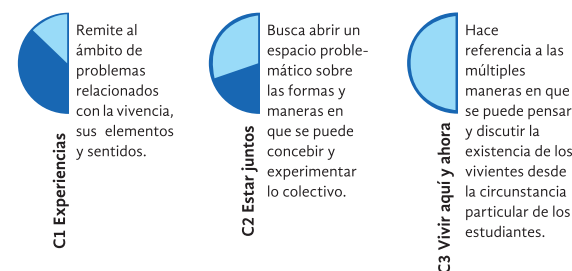 Remite al
ámbito de
problemas
relacionados
con la vivencia,
sus elementos
y sentidos.
C1 Experiencias
Busca abrir un
espacio proble-
mático sobre
las formas y
maneras en
que se puede
concebir y
experimentar
lo colectivo.
C2 Estar juntos
Hace
referencia a las
múltiples
maneras en que
se puede pensar
y discutir la
existencia de los
vivientes desde
la circunstancia
particular de los
estudiantes.
C3 Vivir aquí y ahora